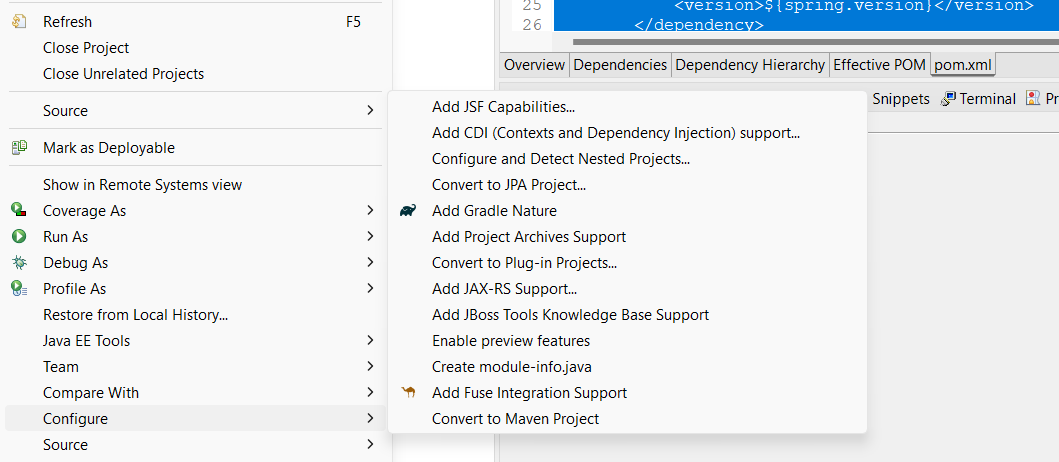 Refresh F5
Close Project
Close Unrelated Projects
Source
Mark as Deployable
Show in Remote Systems view
Coverage As
Run As
Debug As
Profile As
Restore from Local History...
Java EE Tools
Team
Compare With
Configure
Source
Add JSF Capabilities...
Add CDI (Contexts and Dependency Injection) support...
Configure and Detect Nested Projects...
Convert to JPA Project...
Add Gradle Nature
Add Project Archives Support
Convert to Plug-in Projects...
Add JAX-RS Support...
Add JBoss Tools Knowledge Base Support
Enable preview features
Create module-info.java
Add Fuse Integration Support
Convert to Maven Project
25 <version>${spring.version}</version>
26 </dependency>
Overview Dependencies Dependency Hierarchy Effective POM pom.xml
Snippets Terminal Pr